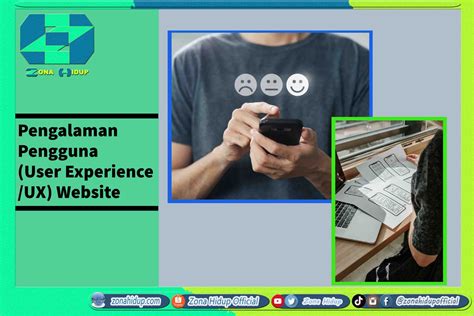 Zona Hidup
Pengalaman
Pengguna
(User Experience
/UX) Website
zonahidup.com
Zona Hidup Official
Zona Hidup
@zonahidupofficial